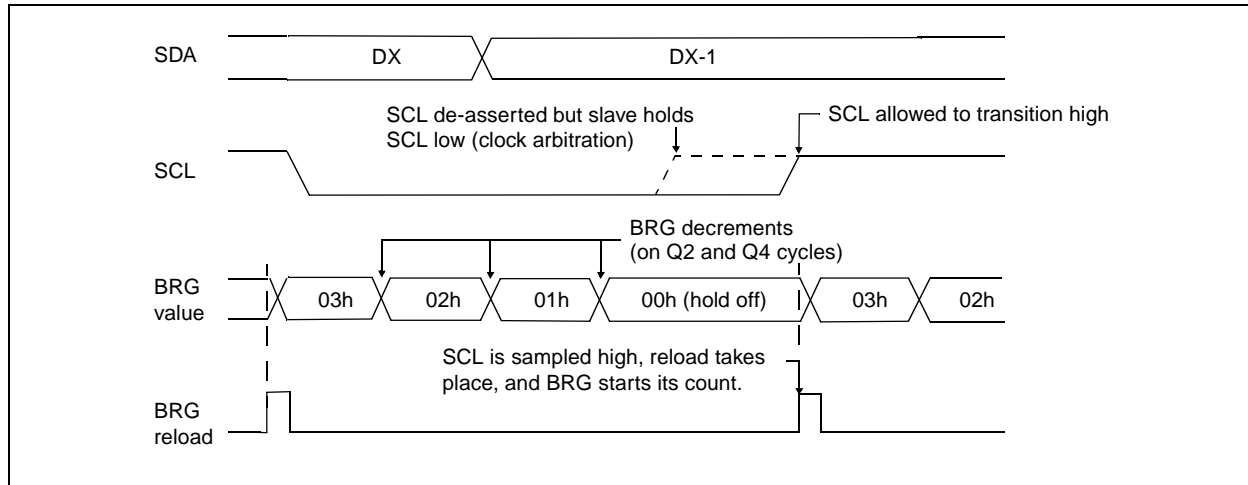 SDA
DX
DX-1
SCL de-asserted but slave holds
SCL low (clock arbitration)
SCL allowed to transition high
SCL
BRG decrements
(on Q2 and Q4 cycles)
BRG
value
03h
02h
01h
00h (hold off)
03h
02h
SCL is sampled high, reload takes
place, and BRG starts its count.
BRG
reload